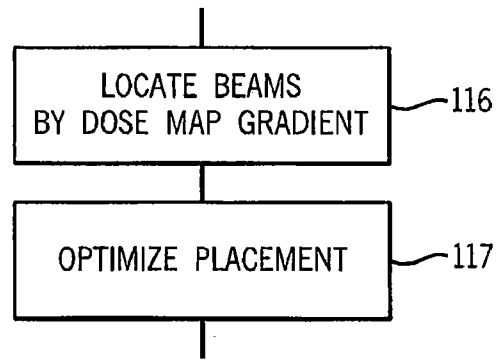 LOCATE BEAMS
BY DOSE MAP GRADIENT
116
OPTIMIZE PLACEMENT
117